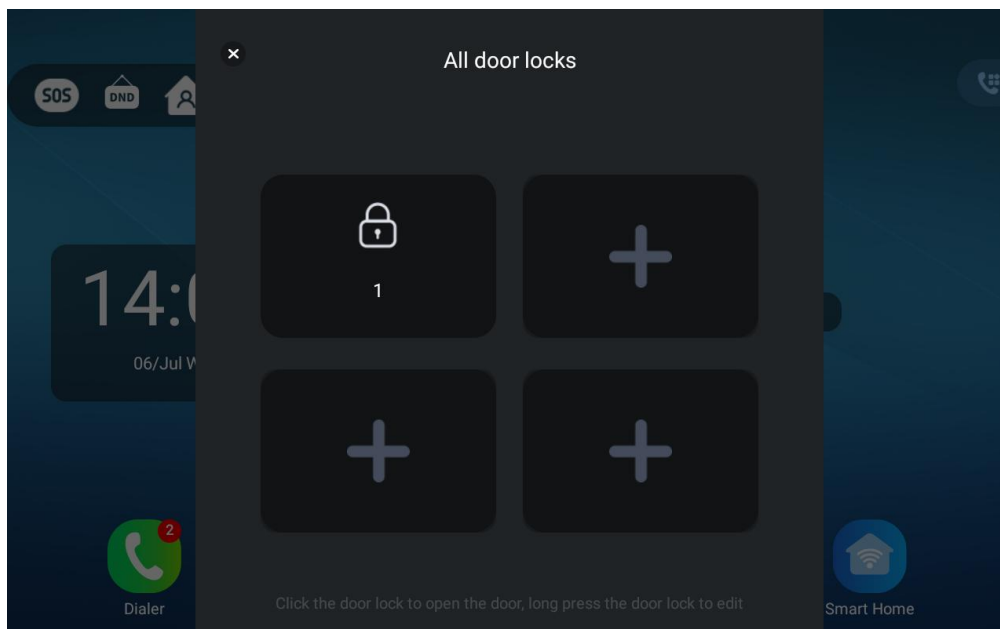 All door locks
SOS
DND
1
14:0
06/Jul W
2
Dialer
Click the door lock to open the door, long press the door lock to edit
Smart Home